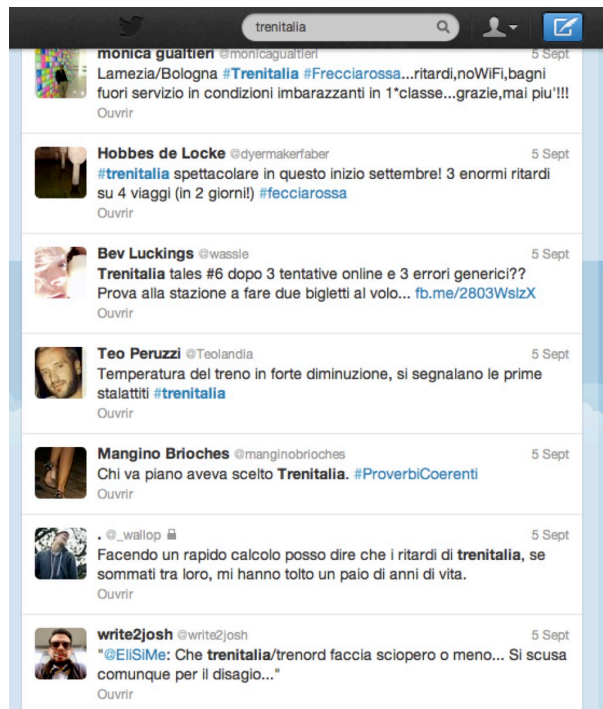 trenitalia
monica gualtieri @monicagualtieri 5 Sept
Lamezia/Bologna #Trenitalia #Frecciarossa...ritardi,noWiFi,bagni
fuori servizio in condizioni imbarazzanti in 1*classe...grazie,mai piu'!!!
Ouvrir
Hobbes de Locke @dyermakerfaber 5 Sept
#trenitalia spettacolare in questo inizio settembre! 3 enormi ritardi
su 4 viaggi (in 2 giorni!) #fecciarossa
Ouvrir
Bev Luckings @wassle 5 Sept
Trenitalia tales #6 dopo 3 tentative online e 3 errori generici??
Prova alla stazione a fare due biglietti al volo... fb.me/2803WslzX
Ouvrir
Teo Peruzzi @Teolandia 5 Sept
Temperatura del treno in forte diminuzione, si segnalano le prime
stalattiti #trenitalia
Ouvrir
Mangino Brioches @manginobrioches 5 Sept
Chi va piano aveva scelto Trenitalia. #ProverbiCoerenti
Ouvrir
. @_wallop 5 Sept
Facendo un rapido calcolo posso dire che i ritardi di trenitalia, se
sommati tra loro, mi hanno tolto un paio di anni di vita.
Ouvrir
write2josh @write2josh 5 Sept
"@EliSiMe: Che trenitalia/trenord faccia sciopero o meno... Si scusa
comunque per il disagio..."
Ouvrir